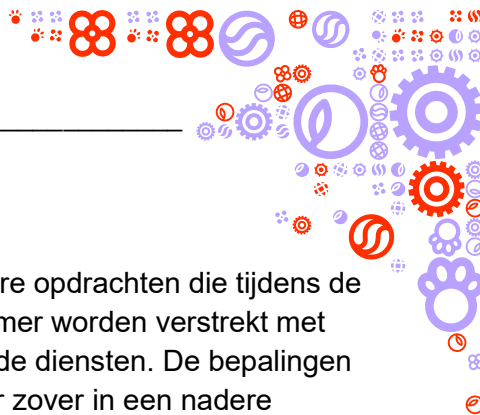 re opdrachten die tijdens de
mer worden verstrekt met
de diensten. De bepalingen
r zover in een nadere